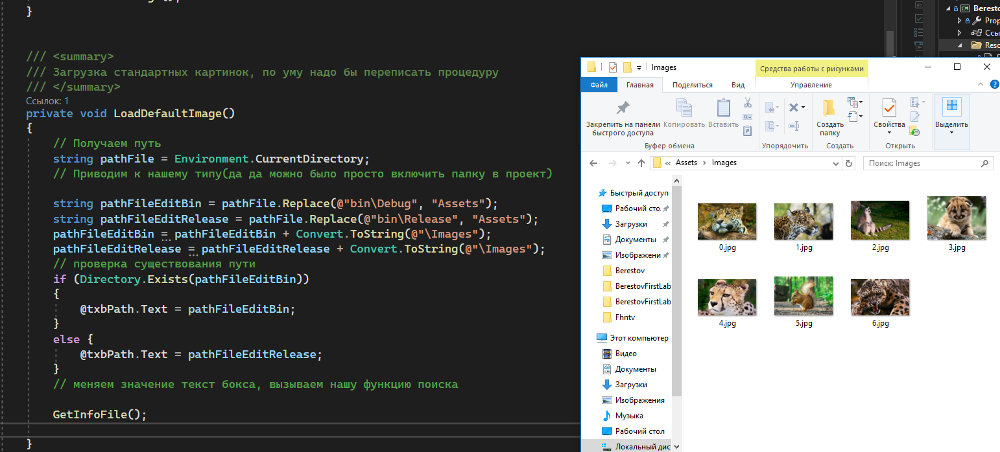 }
/// <summary>
/// Загрузка стандартных картинок, по уму надо бы переписать процедуру
/// </summary>
Ссылок: 1
private void LoadDefaultImage()
{
// Получаем путь
string pathFile = Environment.CurrentDirectory;
// Приводим к нашему типу(да да можно было просто включить папку в проект)
string pathFileEditBin = pathFile.Replace(@"bin\Debug", "Assets");
string pathFileEditRelease = pathFile.Replace(@"bin\Release", "Assets");
pathFileEditBin = pathFileEditBin + Convert.ToString(@"\Images");
pathFileEditRelease = pathFileEditRelease + Convert.ToString(@"\Images");
// проверка существования пути
if (Directory.Exists(pathFileEditBin))
{
@txbPath.Text = pathFileEditBin;
}
else {
@txbPath.Text = pathFileEditRelease;
}
// меняем значение текст бокса, вызываем нашу функцию поиска
GetInfoFile();
}
C# Beresto
Prop
Ссы
Reso
Images
Средства работы с рисунками
Файл
Главная
Поделиться
Вид
Управление
Закрепить на панели быстрого доступа
Копировать
Вставить
Буфер обмена
Упорядочить
Создать папку
Создать
Свойства
Открыть
Выделить
« Assets > Images
Поиск: Images
Быстрый доступ
Рабочий сто.
Загрузки
Документы
Изображени
Berestov
BerestovFirstLab
BerestovFirstLab
Fhntv
Этот компьютер
Видео
Документы
Загрузки
Изображения
Музыка
Рабочий стол
Локальный дис
0.jpg
1.jpg
2.jpg
3.jpg
4.jpg
5.jpg
6.jpg